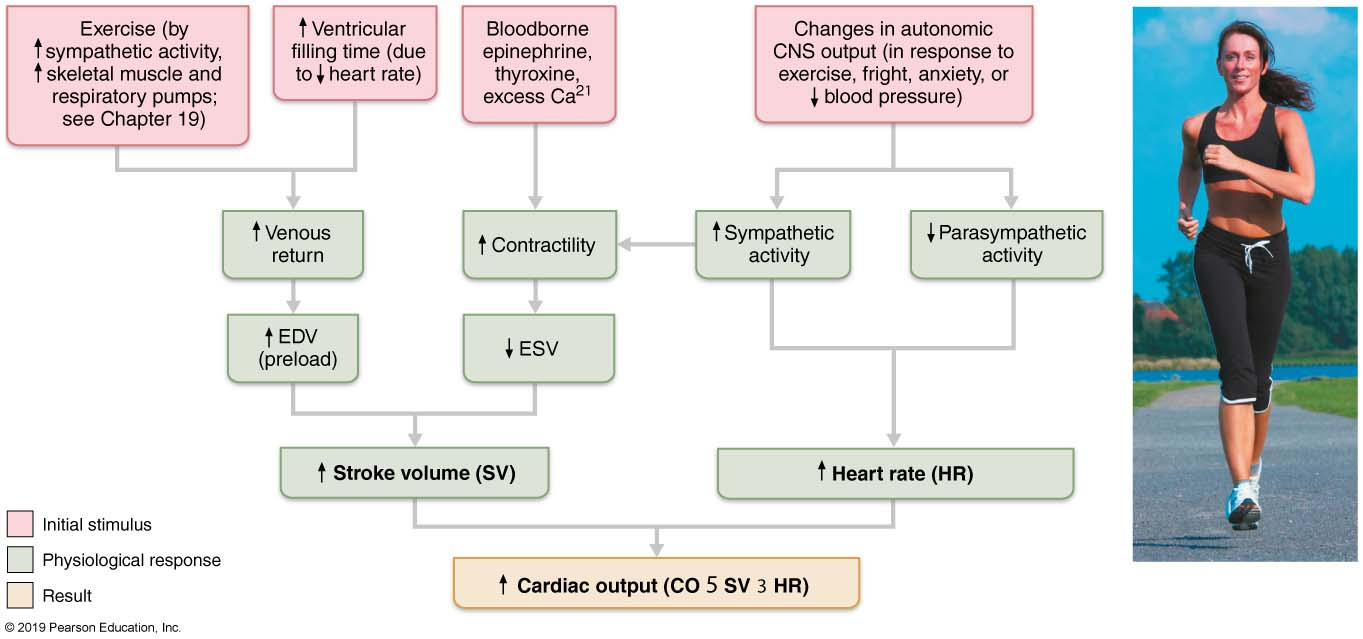 Exercise (by
↑ sympathetic activity,
↑ skeletal muscle and
respiratory pumps;
see Chapter 19)
↑ Ventricular
filling time (due
to ↓ heart rate)
Bloodborne
epinephrine,
thyroxine,
excess Ca21
Changes in autonomic
CNS output (in response to
exercise, fright, anxiety, or
↓ blood pressure)
↑ Venous
return
↑ Contractility
↑ Sympathetic
activity
↓ Parasympathetic
activity
↑ EDV
(preload)
↓ ESV
↑ Stroke volume (SV)
↑ Heart rate (HR)
Initial stimulus
Physiological response
Result
↑ Cardiac output (CO 5 SV 3 HR)
© 2019 Pearson Education, Inc.